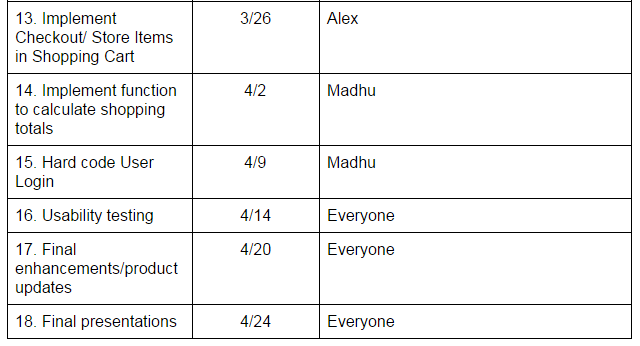 13. Implement 3/26 Alex
Checkout/ Store Items
in Shopping Cart
14. Implement function 4/2 Madhu
to calculate shopping
totals
15. Hard code User 4/9 Madhu
Login
16. Usability testing 4/14 Everyone
17. Final 4/20 Everyone
enhancements/product
updates
18. Final presentations 4/24 Everyone